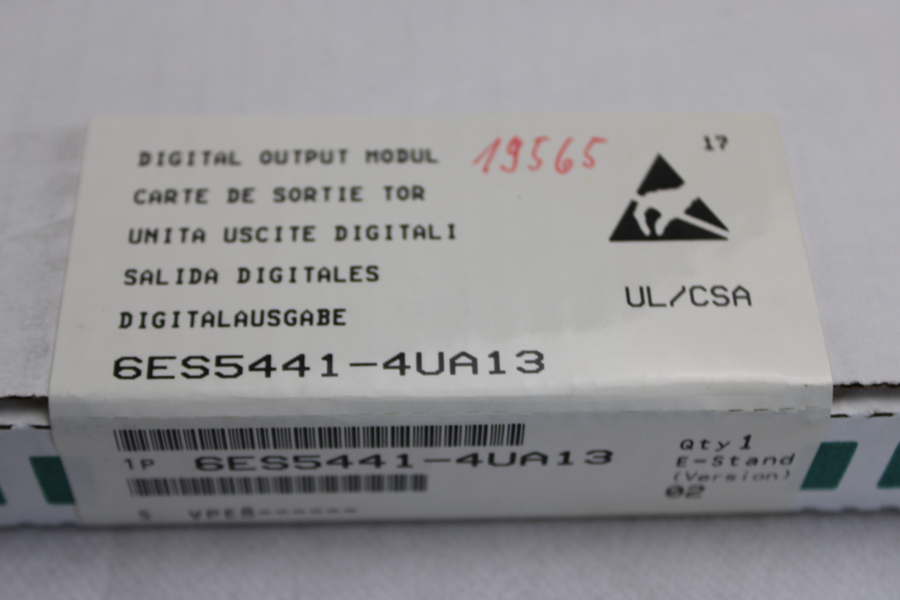 DIGITAL OUTPUT MODUL
19565
17
CARTE DE SORTIE TOR
UNITA USCITE DIGITALI
SALIDA DIGITALES
DIGITALAUSGABE
UL/CSA
6ES5441-4UA13
1P 6ES5441-4UA13
Qty 1
E-Stand
(Version)
02
S VPER------